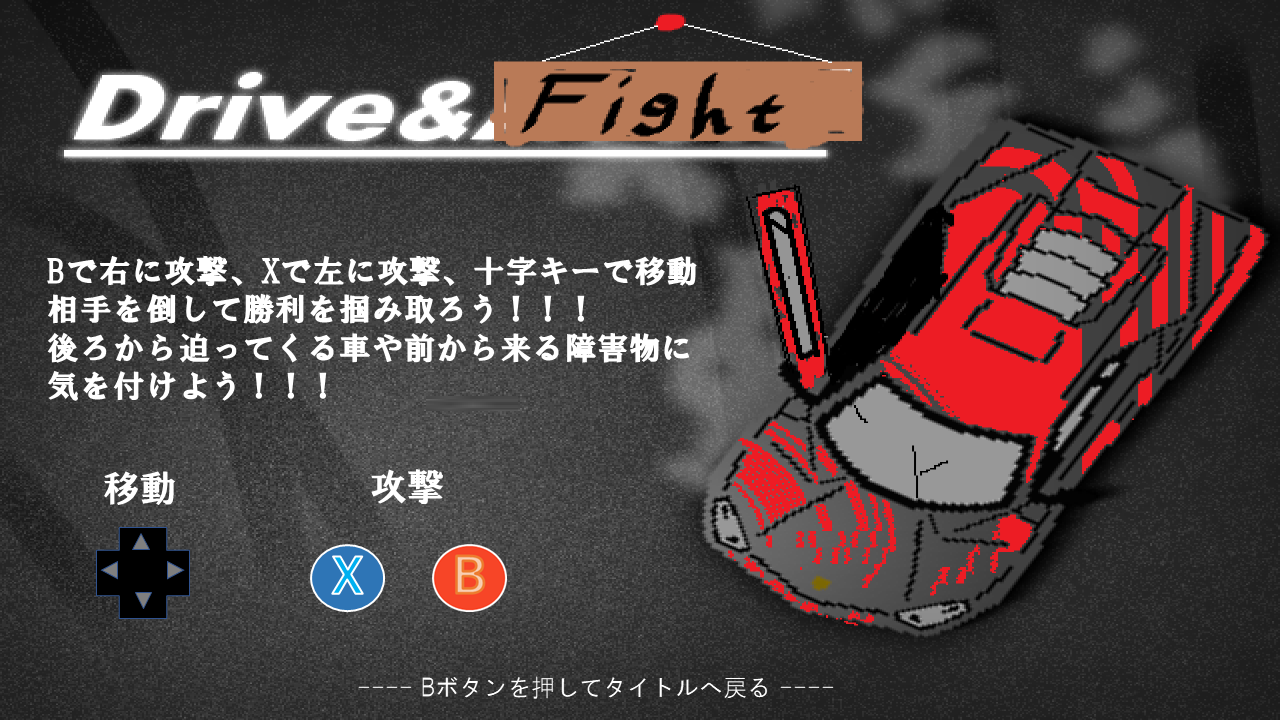 Drive&
Fight
Bで右に攻撃、Xで左に攻撃、十字キーで移動
相手を倒して勝利を掴み取ろう！！！
後ろから迫ってくる車や前から来る障害物に
気を付けよう！！！
移動
攻撃
X
B
---- Bボタンを押してタイトルへ戻る ----